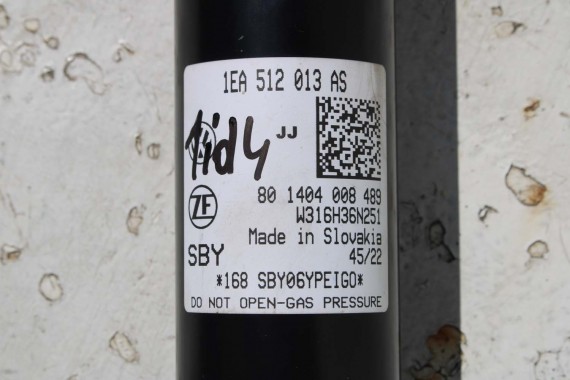 1EA 512 013 AS
JJ
80 1404 008 489
ZF
W316H36N251
Made in Slovakia
SBY
45/22
*168 SBY06YPEIGO*
DO NOT OPEN-GAS PRESSURE